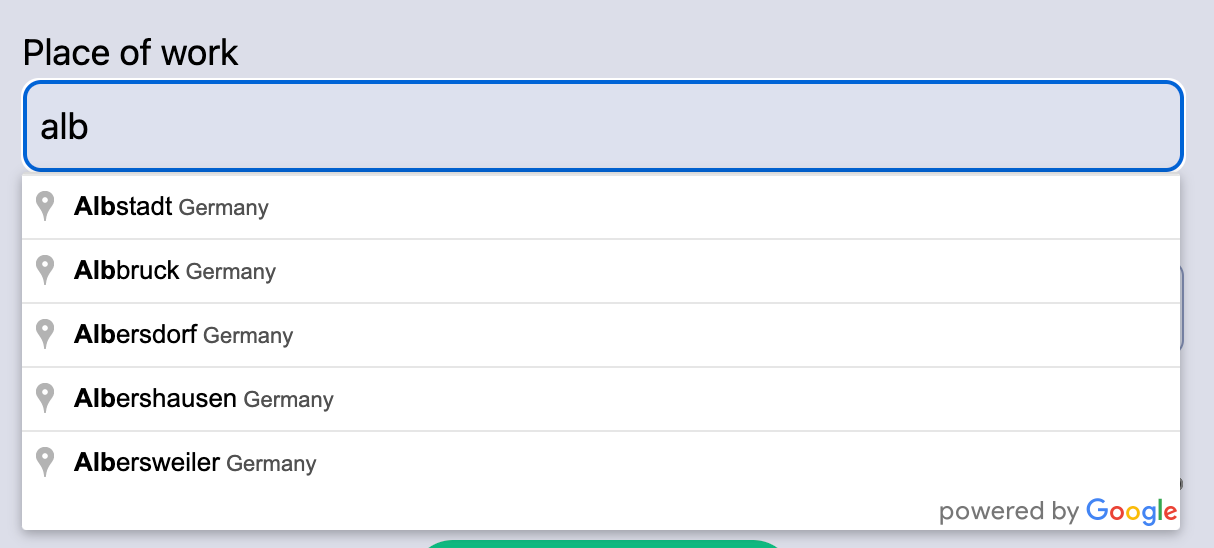 Place of work
alb
Albstadt Germany
Albbruck Germany
Albersdorf Germany
Albershausen Germany
Albersweiler Germany
powered by Google